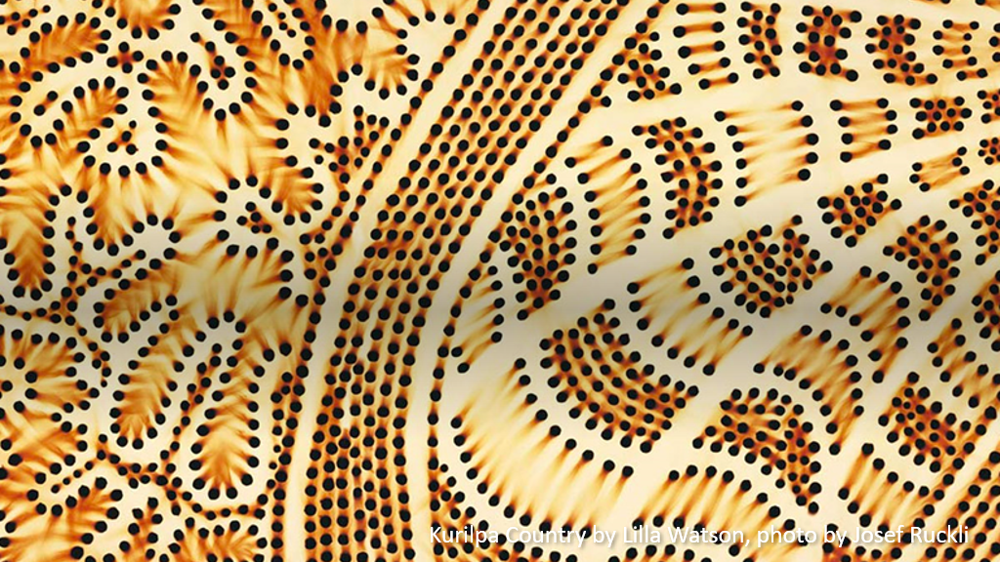 Kurilpa Country by Lilla Watson, photo by Josef Ruckli